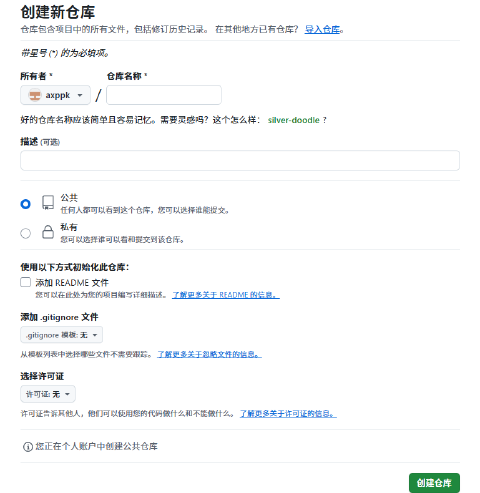 创建新仓库
仓库包含项目中的所有文件，包括修订历史记录。 在其他地方已有仓库？ 导入仓库。
带星号 (*) 的为必填项。
所有者 * 仓库名称 *
axppk /
好的仓库名称应该简单且容易记忆。需要灵感吗？这个怎么样： silver-doodle ?
描述 (可选)
公共
任何人都可以看到这个仓库，您可以选择谁能提交。
私有
您可以选择谁可以看和提交到该仓库。
使用以下方式初始化此仓库：
添加 README 文件
您可以在此处为您的项目编写详细描述。 了解更多关于 README 的信息。
添加 .gitignore 文件
.gitignore 模板: 无
从模板列表中选择哪些文件不需要跟踪。 了解更多关于忽略文件的信息。
选择许可证
许可证: 无
许可证告诉其他人，他们可以使用您的代码做什么和不能做什么。 了解更多关于许可证的信息。
您正在个人账户中创建公共仓库
创建仓库